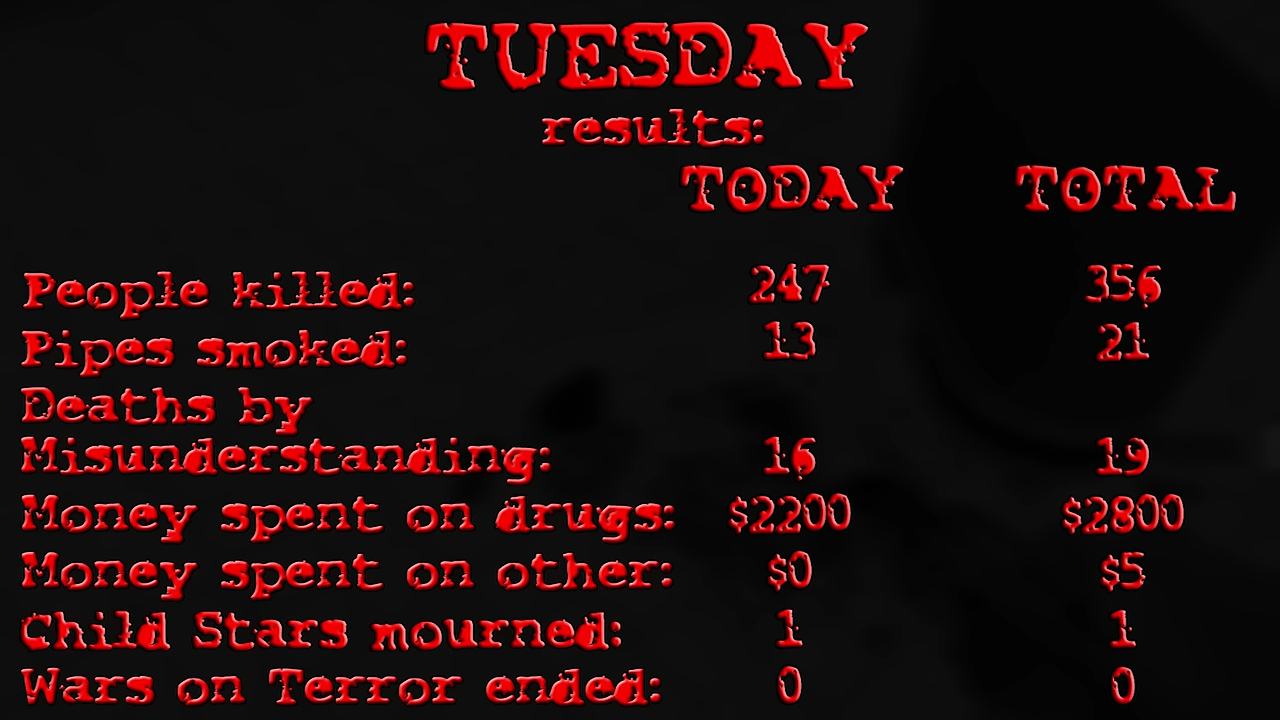 TUESDAY
results:
TODAY TOTAL
People killed: 247 356
Pipes smoked: 13 21
Deaths by
Misunderstanding: 16 19
Money spent on drugs: $2200 $2800
Money spent on other: $0 $5
Child Stars mourned: 1 1
Wars on Terror ended: 0 0